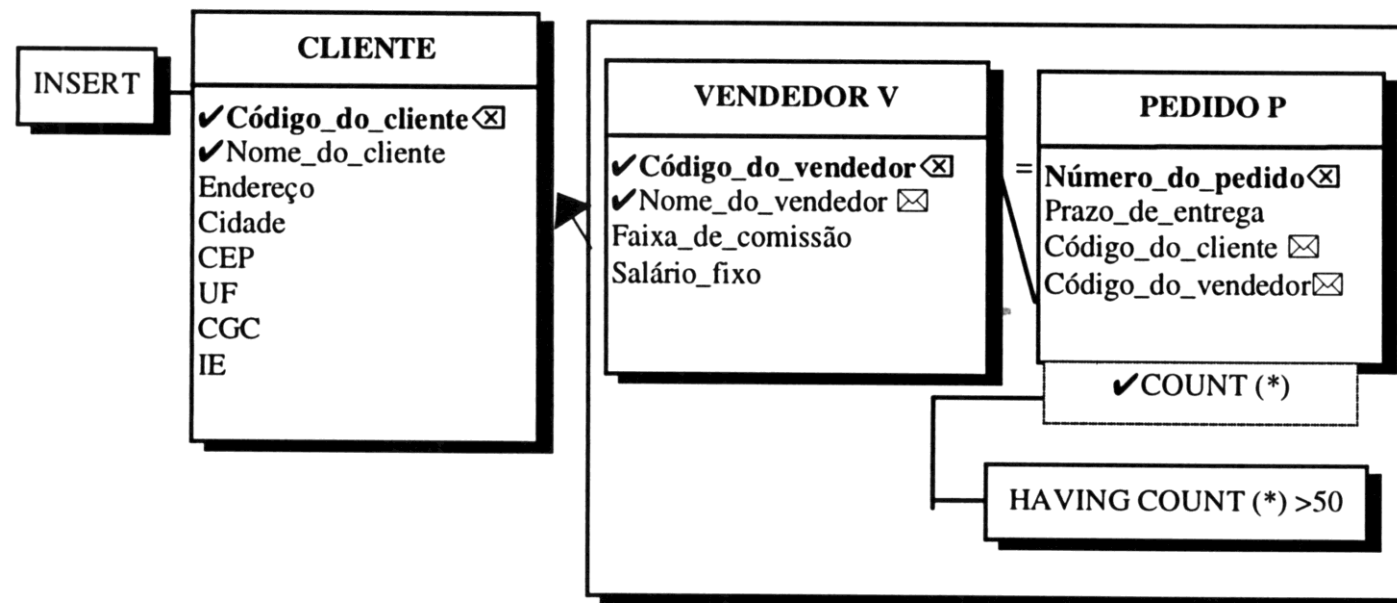 INSERT
CLIENTE
✔Código_do_cliente⌫
✔Nome_do_cliente
Endereço
Cidade
CEP
UF
CGC
IE
VENDEDOR V
✔Código_do_vendedor⌫
✔Nome_do_vendedor ✉
Faixa_de_comissão
Salário_fixo
=
PEDIDO P
Número_do_pedido⌫
Prazo_de_entrega
Código_do_cliente ✉
Código_do_vendedor✉
✔COUNT (*)
HAVING COUNT (*) >50